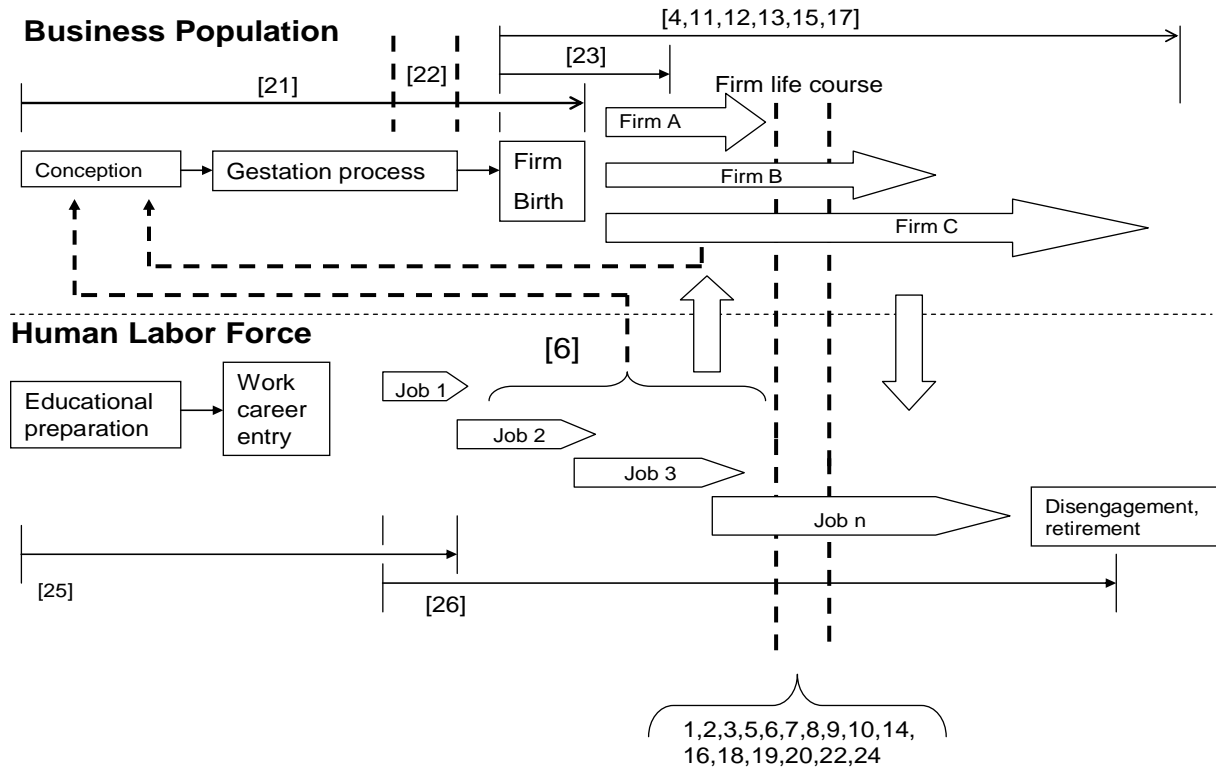 [4,11,12,13,15,17]
Business Population
[23]
[22]
[21]
Firm life course
Firm A
Conception
Gestation process
Firm
Birth
Firm B
Firm C
Human Labor Force
[6]
Educational
preparation
Work
career
entry
Job 1
Job 2
Job 3
Job n
Disengagement,
retirement
[25]
[26]
1,2,3,5,6,7,8,9,10,14,
16,18,19,20,22,24